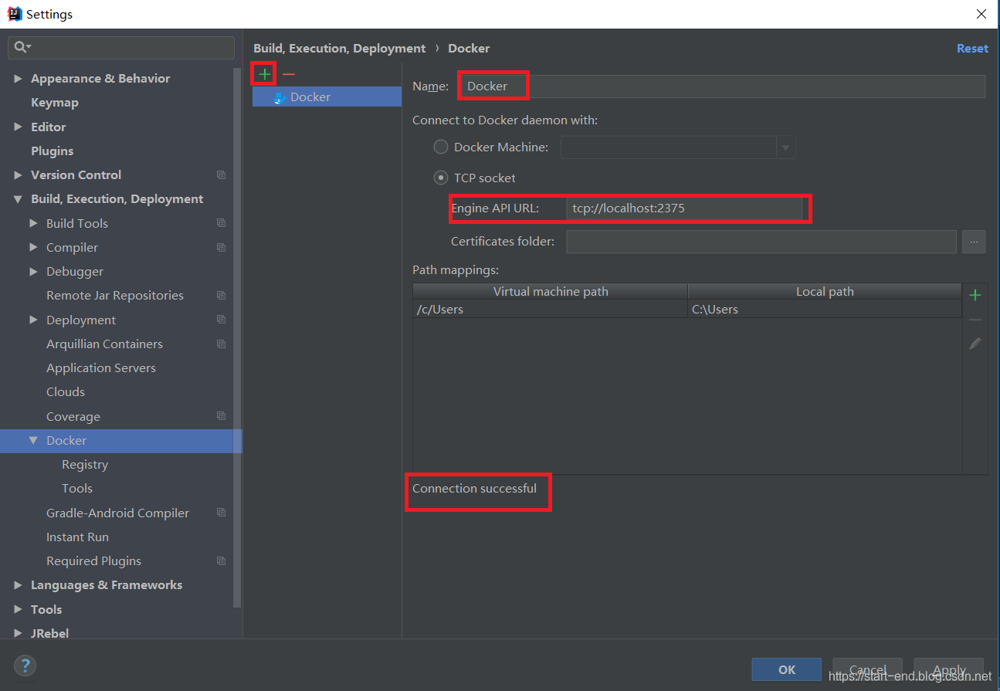 Settings
Build, Execution, Deployment › Docker
Reset
Appearance & Behavior
Keymap
Editor
Plugins
Version Control
Build, Execution, Deployment
Build Tools
Compiler
Debugger
Remote Jar Repositories
Deployment
Arquillian Containers
Application Servers
Clouds
Coverage
Docker
Registry
Tools
Gradle-Android Compiler
Instant Run
Required Plugins
Languages & Frameworks
Tools
JRebel
Docker
Name: Docker
Connect to Docker daemon with:
Docker Machine:
TCP socket
Engine API URL: tcp://localhost:2375
Certificates folder: ...
Path mappings:
Virtual machine path Local path
/c/Users C:\Users
Connection successful
? OK Cancel Apply
https://start-end.blog.csdn.net